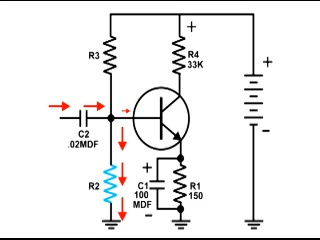 +
R3
R4
33K
+
C2
.02MDF
-
+
R2
C1
100
MDF
-
R1
150